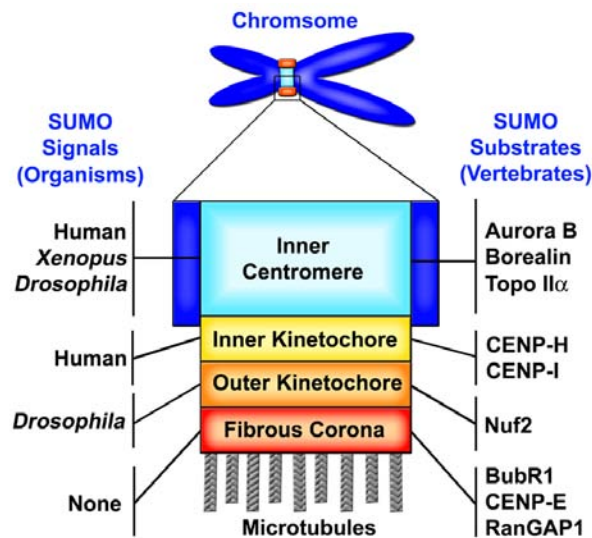 Chromsome
SUMO
Signals
(Organisms)
SUMO
Substrates
(Vertebrates)
Human
Xenopus
Drosophila
Inner
Centromere
Aurora B
Borealin
Topo IIα
Human
Inner Kinetochore
CENP-H
CENP-I
Drosophila
Outer Kinetochore
Nuf2
None
Fibrous Corona
BubR1
CENP-E
RanGAP1
Microtubules